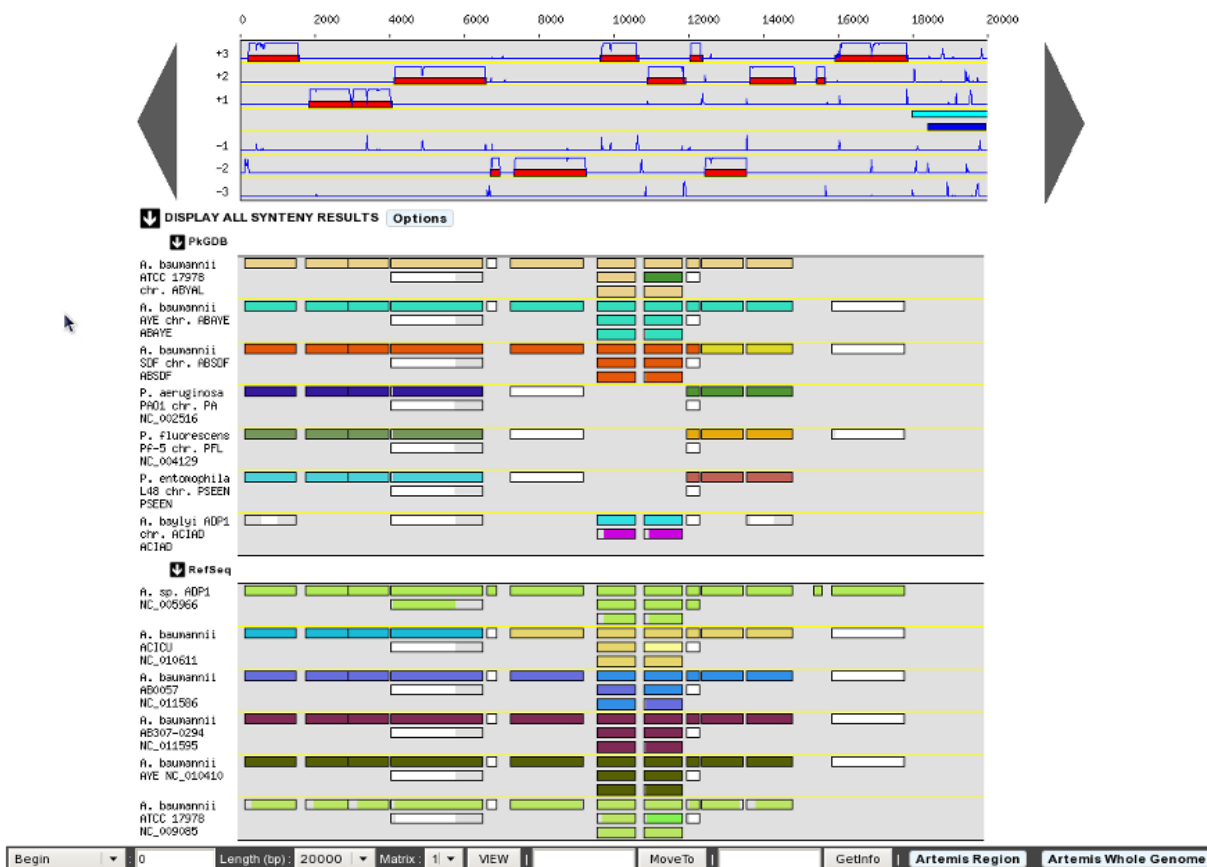 0 2000 4000 6000 8000 10000 12000 14000 16000 18000 20000
+3
+2
+1
-1
-2
-3
DISPLAY ALL SYNTENY RESULTS Options
PkGDB
A. baumannii
ATCC 17978
chr. ABYAL
A. baumannii
AYE chr. ABAYE
ABAYE
A. baumannii
SDF chr. ABSDF
ABSDF
P. aeruginosa
PAO1 chr. PA
NC_002516
P. fluorescens
Pf-5 chr. PFL
NC_004129
P. entomophila
L48 chr. PSEEN
PSEEN
A. baylyi ADP1
chr. ACIAD
ACIAD
RefSeq
A. sp. ADP1
NC_005966
A. baumannii
ACICU
NC_010611
A. baumannii
AB0057
NC_011586
A. baumannii
AB307-0294
NC_011595
A. baumannii
AYE NC_010410
A. baumannii
ATCC 17978
NC_009085
Begin : 0 Length (bp) : 20000 Matrix : 1 VIEW | MoveTo | GetInfo | Artemis Region Artemis Whole Genome